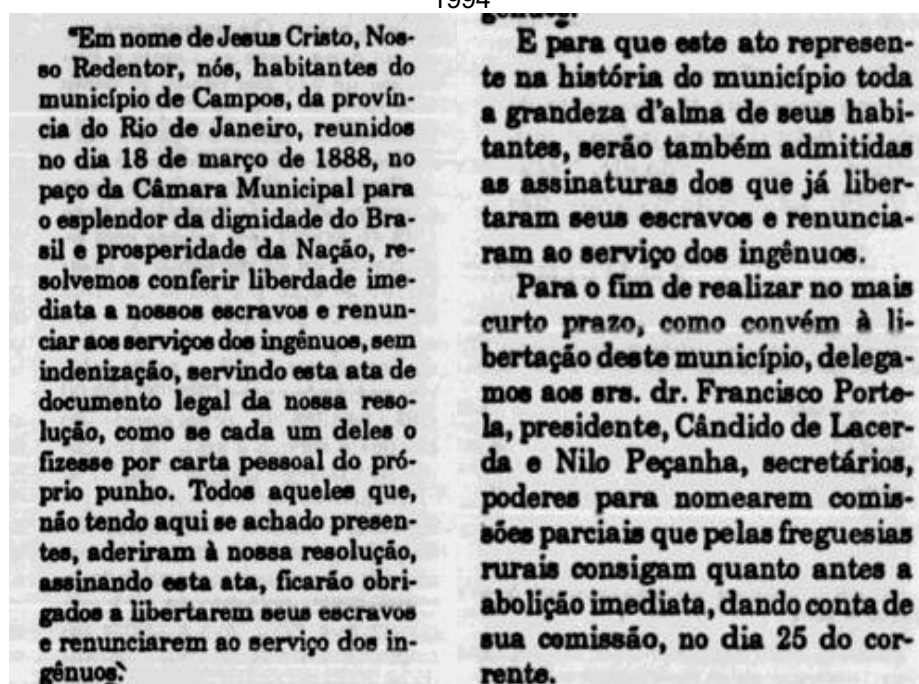 1994
"Em nome de Jesus Cristo, Nos-
so Redentor, nós, habitantes do
município de Campos, da provín-
cia do Rio de Janeiro, reunidos
no dia 18 de março de 1888, no
paço da Câmara Municipal para
o esplendor da dignidade do Bra-
sil e prosperidade da Nação, re-
solvemos conferir liberdade ime-
diata a nossos escravos e renun-
ciar aos serviços dos ingênuos, sem
indenização, servindo esta ata de
documento legal da nossa reso-
lução, como se cada um deles o
fizesse por carta pessoal do pró-
prio punho. Todos aqueles que,
não tendo aqui se achado presen-
tes, aderiram à nossa resolução,
assinando esta ata, ficarão obri-
gados a libertarem seus escravos
e renunciarem ao serviço dos in-
gênuos.
gênuos.
E para que este ato represen-
te na história do município toda
a grandeza d'alma de seus habi-
tantes, serão também admitidas
as assinaturas dos que já liber-
taram seus escravos e renuncia-
ram ao serviço dos ingênuos.
Para o fim de realizar no mais
curto prazo, como convém à li-
bertação deste município, delega-
mos aos srs. dr. Francisco Porte-
la, presidente, Cândido de Lacer-
da e Nilo Peçanha, secretários,
poderes para nomearem comis-
sões parciais que pelas freguesias
rurais consigam quanto antes a
abolição imediata, dando conta de
sua comissão, no dia 25 do cor-
rente.